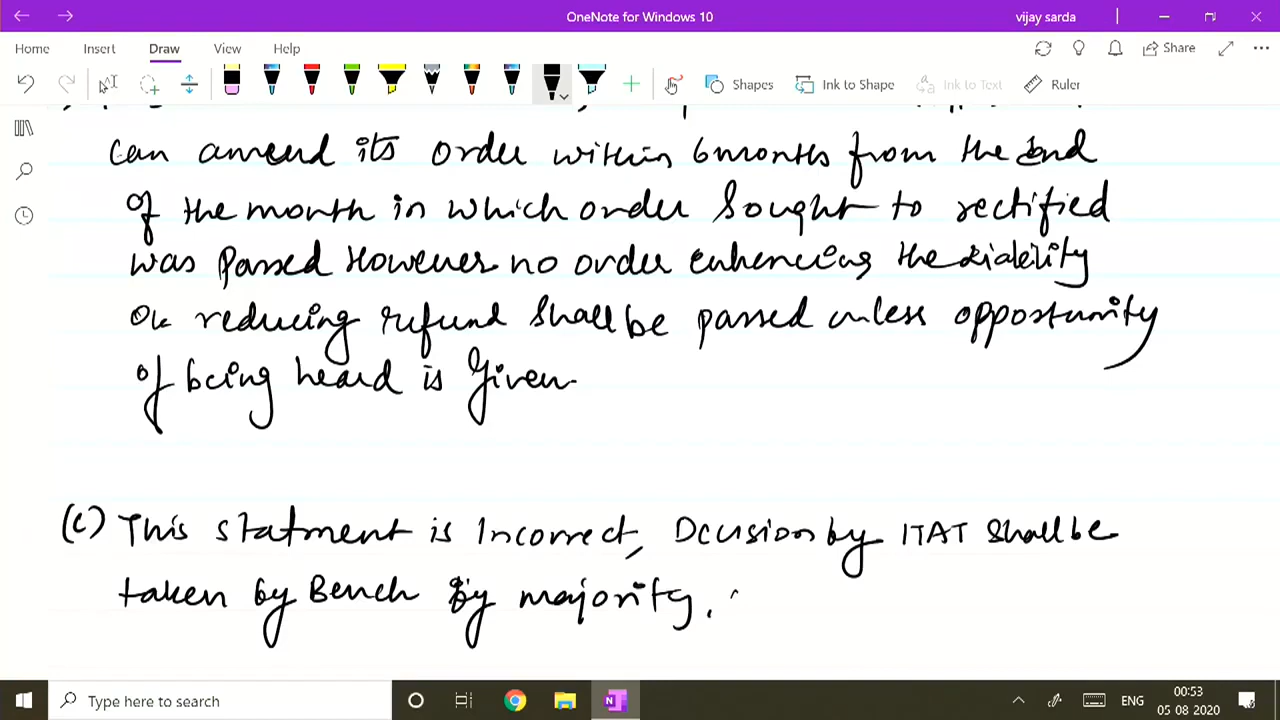 OneNote for Windows 10
vijay sarda
Home Insert Draw View Help
Share
Shapes Ink to Shape Ink to Text Ruler
can amend its order within 6 months from the End
of the month in which order Sought to rectified
was passed However no order enhancing the liability
or reducing refund Shall be passed unless opportunity
of being heard is Given.
(c) This statment is Incorrect, Dcusion by ITAT Shall be
taken by Bench By majority.
Type here to search
ENG
00:53
05-08-2020